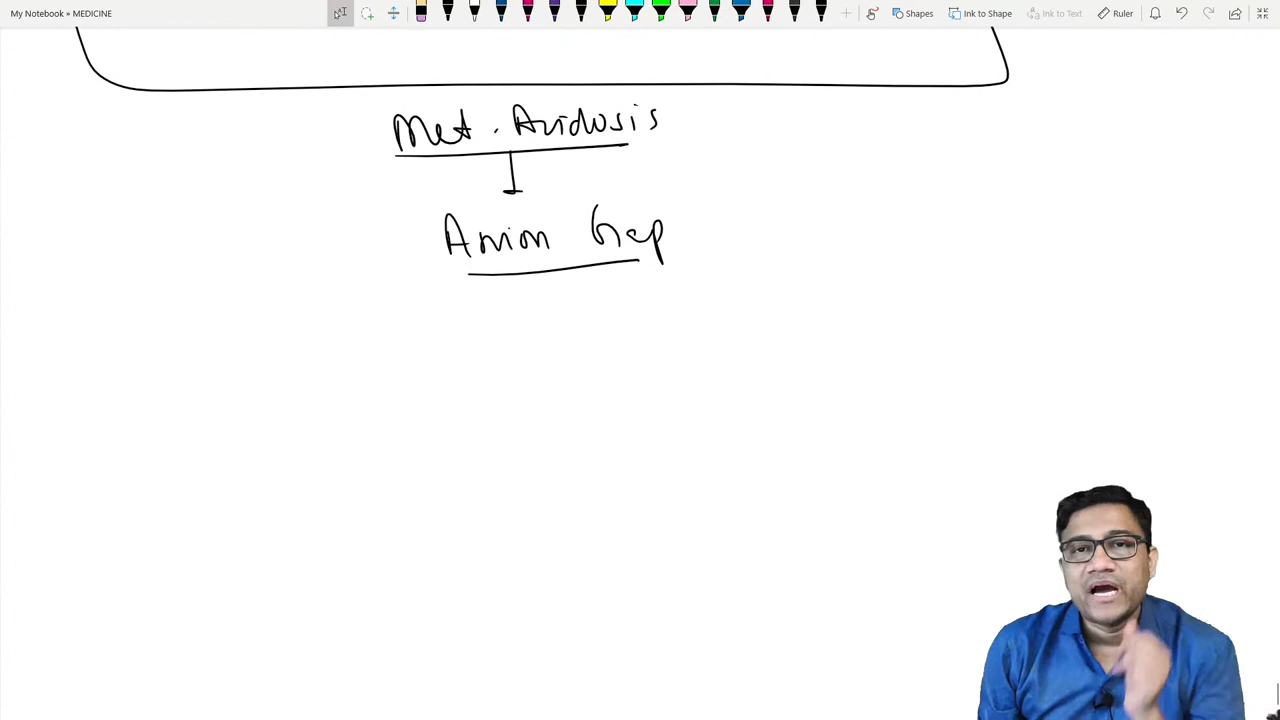 My Notebook » MEDICINE
Shapes
Ink to Shape
Ink to Text
Ruler
Met. Acidosis
Anion Gap